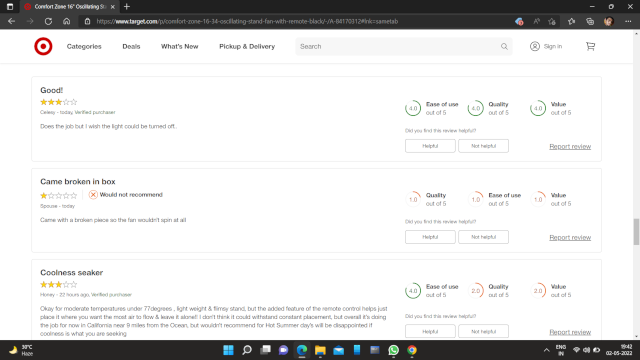 Comfort Zone 16" Oscillating Stan
https://www.target.com/p/comfort-zone-16-34-oscillating-stand-fan-with-remote-black/-/A-84170312#lnk=sametab
Categories Deals What's New Pickup & Delivery Search Sign in
Good!
Celesy - today, Verified purchaser
Does the job but I wish the light could be turned off..
4.0 Ease of use out of 5
4.0 Quality out of 5
4.0 Value out of 5
Did you find this review helpful?
Helpful Not helpful Report review
Came broken in box
Would not recommend
Spouse - today
Came with a broken piece so the fan wouldn't spin at all
1.0 Quality out of 5
1.0 Ease of use out of 5
1.0 Value out of 5
Did you find this review helpful?
Helpful Not helpful Report review
Coolness seaker
Honey - 22 hours ago, Verified purchaser
Okay for moderate temperatures under 77degrees , light weight & flimsy stand, but the added feature of the remote control helps just
place it where you want the most air to flow & leave it alone!! I don't think it could withstand constant placement, but overall it's doing
the job for now in California near 9 miles from the Ocean, but wouldn't recommend for Hot Summer day's will be disappointed if
coolness is what you are seeking
4.0 Ease of use out of 5
2.0 Quality out of 5
2.0 Value out of 5
Did you find this review helpful?
Helpful Not helpful Report review
30°C
Haze
ENG
IN
19:42
02-05-2022